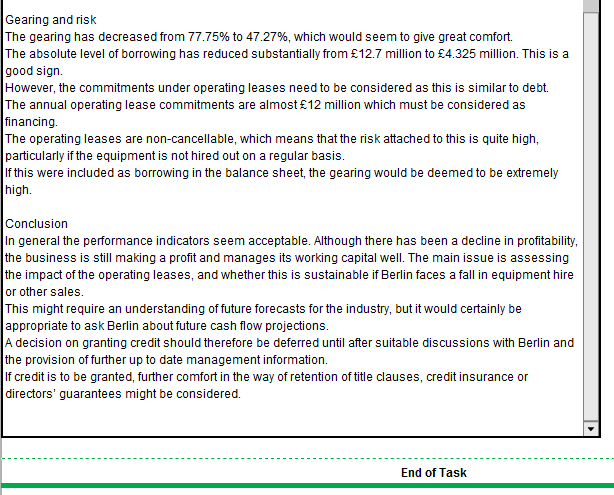 Gearing and risk
The gearing has decreased from 77.75% to 47.27%, which would seem to give great comfort.
The absolute level of borrowing has reduced substantially from £12.7 million to £4.325 million. This is a
good sign.
However, the commitments under operating leases need to be considered as this is similar to debt.
The annual operating lease commitments are almost £12 million which must be considered as
financing.
The operating leases are non-cancellable, which means that the risk attached to this is quite high,
particularly if the equipment is not hired out on a regular basis.
If this were included as borrowing in the balance sheet, the gearing would be deemed to be extremely
high.
Conclusion
In general the performance indicators seem acceptable. Although there has been a decline in profitability,
the business is still making a profit and manages its working capital well. The main issue is assessing
the impact of the operating leases, and whether this is sustainable if Berlin faces a fall in equipment hire
or other sales.
This might require an understanding of future forecasts for the industry, but it would certainly be
appropriate to ask Berlin about future cash flow projections.
A decision on granting credit should therefore be deferred until after suitable discussions with Berlin and
the provision of further up to date management information.
If credit is to be granted, further comfort in the way of retention of title clauses, credit insurance or
directors' guarantees might be considered.
End of Task